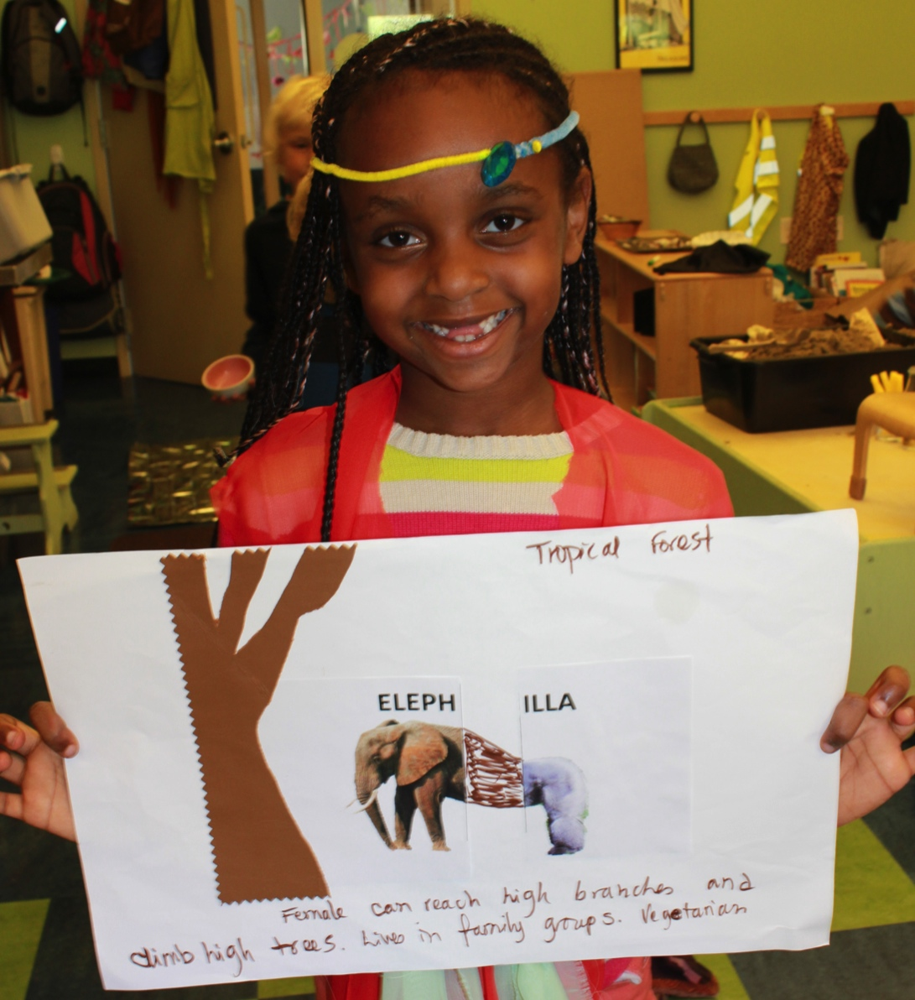 Tropical Forest
ELEPH ILLA
Female can reach high branches and
climb high trees. Lives in family groups. Vegetarian